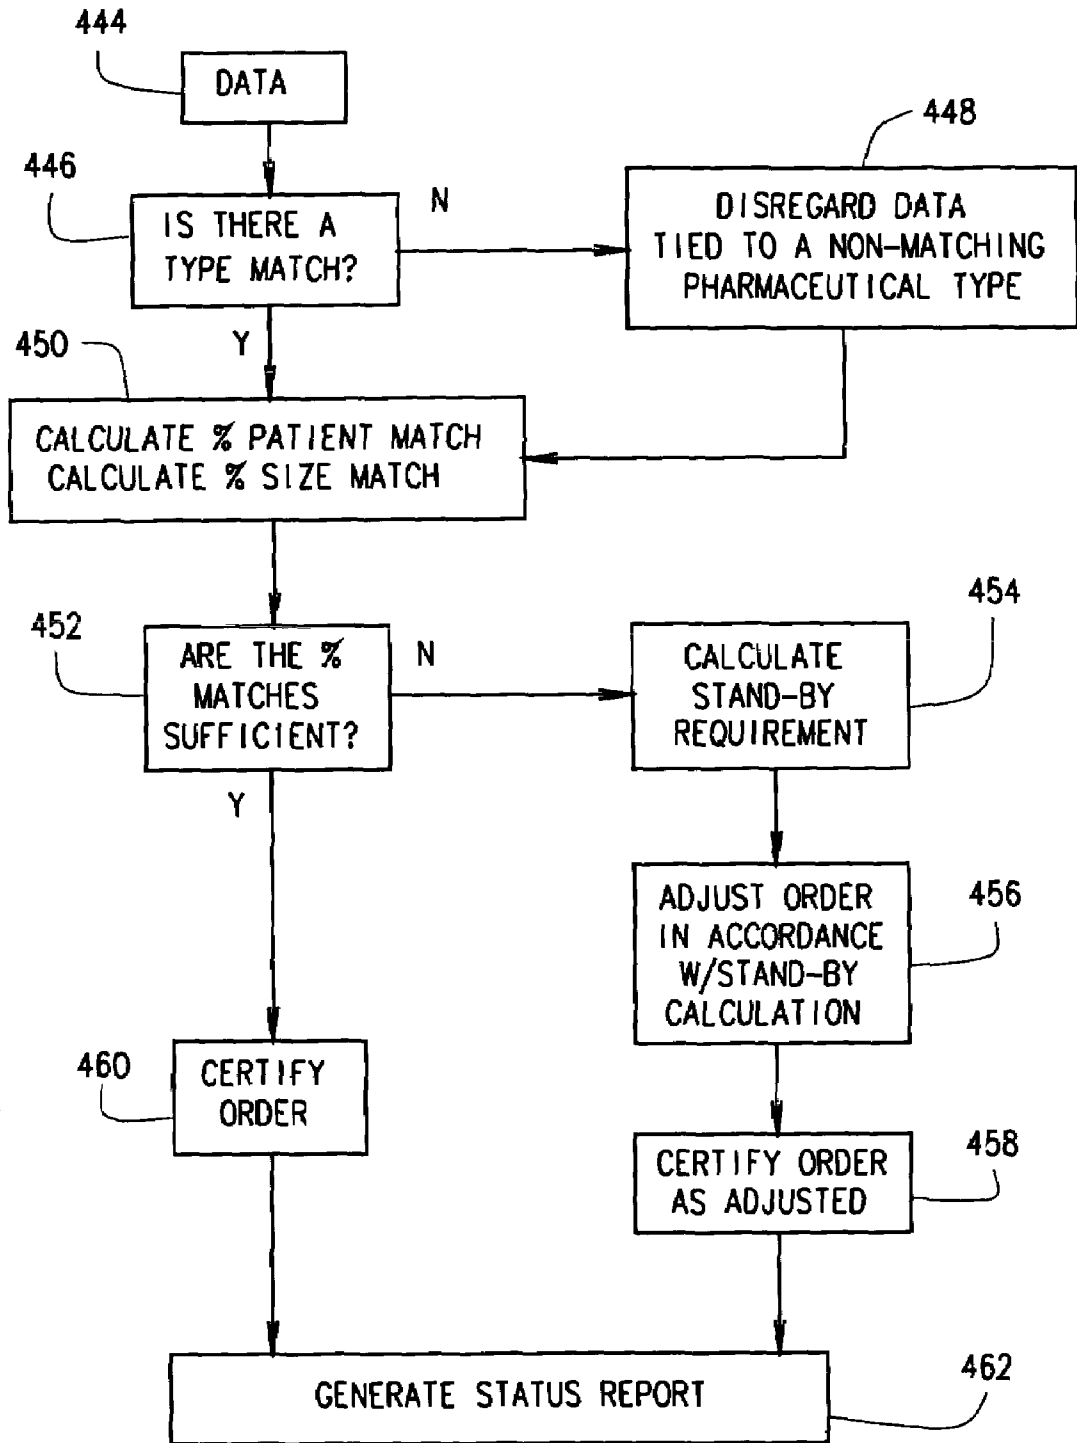 444
DATA
446
IS THERE A
TYPE MATCH?
N
448
DISREGARD DATA
TIED TO A NON-MATCHING
PHARMACEUTICAL TYPE
Y
450
CALCULATE % PATIENT MATCH
CALCULATE % SIZE MATCH
452
ARE THE %
MATCHES
SUFFICIENT?
N
454
CALCULATE
STAND-BY
REQUIREMENT
Y
456
ADJUST ORDER
IN ACCORDANCE
W/STAND-BY
CALCULATION
460
CERTIFY
ORDER
458
CERTIFY ORDER
AS ADJUSTED
462
GENERATE STATUS REPORT